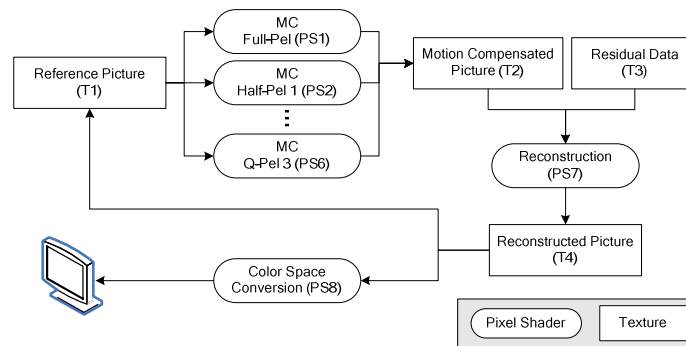 MC
Full-Pel (PS1)
Reference Picture
(T1)
MC
Half-Pel 1 (PS2)
MC
Q-Pel 3 (PS6)
Motion Compensated
Picture (T2)
Residual Data
(T3)
Reconstruction
(PS7)
Reconstructed Picture
(T4)
Color Space
Conversion (PS8)
Pixel Shader
Texture